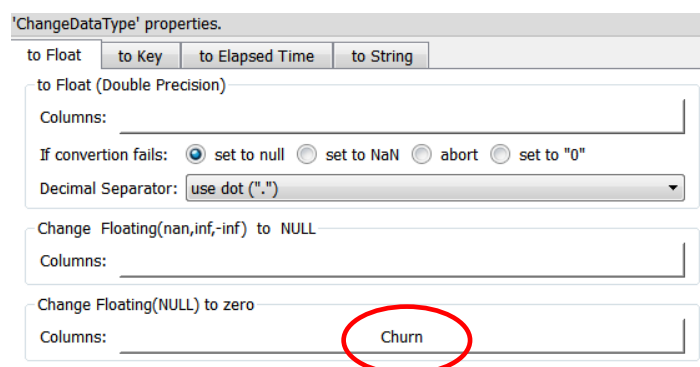 'ChangeDataType' properties.
to Float to Key to Elapsed Time to String
to Float (Double Precision)
Columns:
If convertion fails: set to null set to NaN abort set to "0"
Decimal Separator: use dot (".")
Change Floating(nan,inf,-inf) to NULL
Columns:
Change Floating(NULL) to zero
Columns: Churn